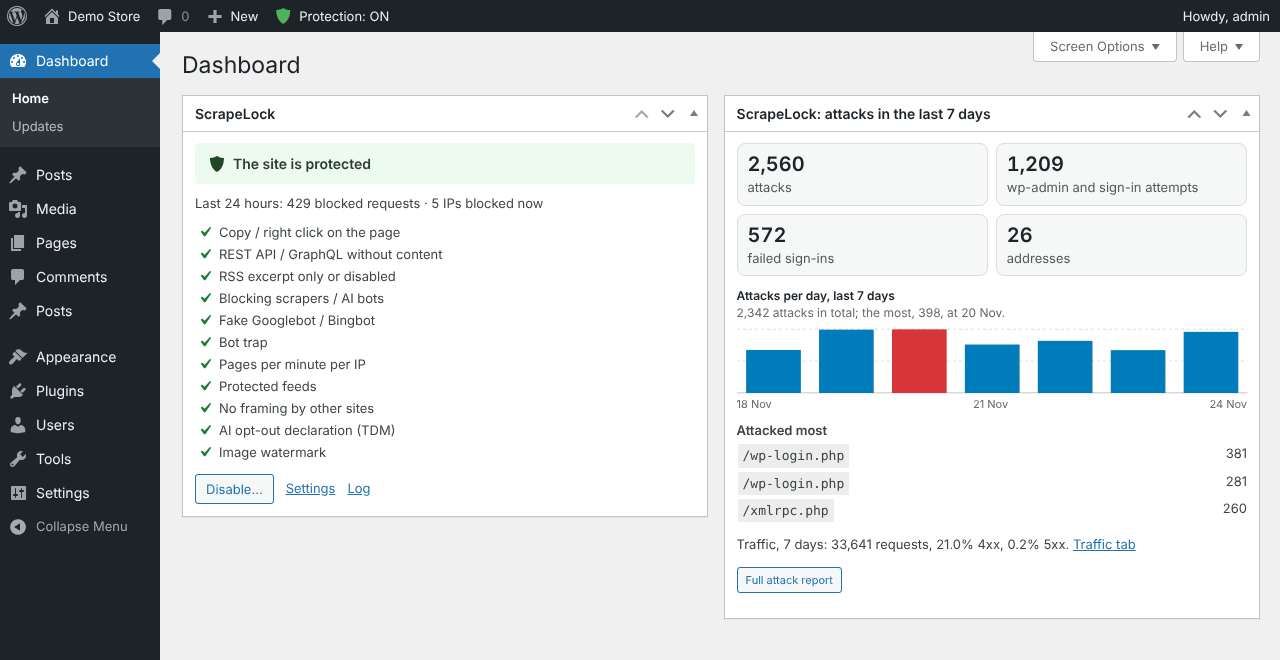 Demo Store
0
New
Protection: ON
Howdy, admin
Dashboard
Home
Updates
Posts
Media
Pages
Comments
Posts
Appearance
Plugins
Users
Tools
Settings
Collapse Menu
Screen Options
Help
Dashboard
ScrapeLock
The site is protected
Last 24 hours: 429 blocked requests · 5 IPs blocked now
Copy / right click on the page
REST API / GraphQL without content
RSS excerpt only or disabled
Blocking scrapers / AI bots
Fake Googlebot / Bingbot
Bot trap
Pages per minute per IP
Protected feeds
No framing by other sites
AI opt-out declaration (TDM)
Image watermark
Disable... Settings Log
ScrapeLock: attacks in the last 7 days
2,560
attacks
1,209
wp-admin and sign-in attempts
572
failed sign-ins
26
addresses
Attacks per day, last 7 days
2,342 attacks in total; the most, 398, at 20 Nov.
18 Nov 21 Nov 24 Nov
Attacked most
/wp-login.php 381
/wp-login.php 281
/xmlrpc.php 260
Traffic, 7 days: 33,641 requests, 21.0% 4xx, 0.2% 5xx. Traffic tab
Full attack report